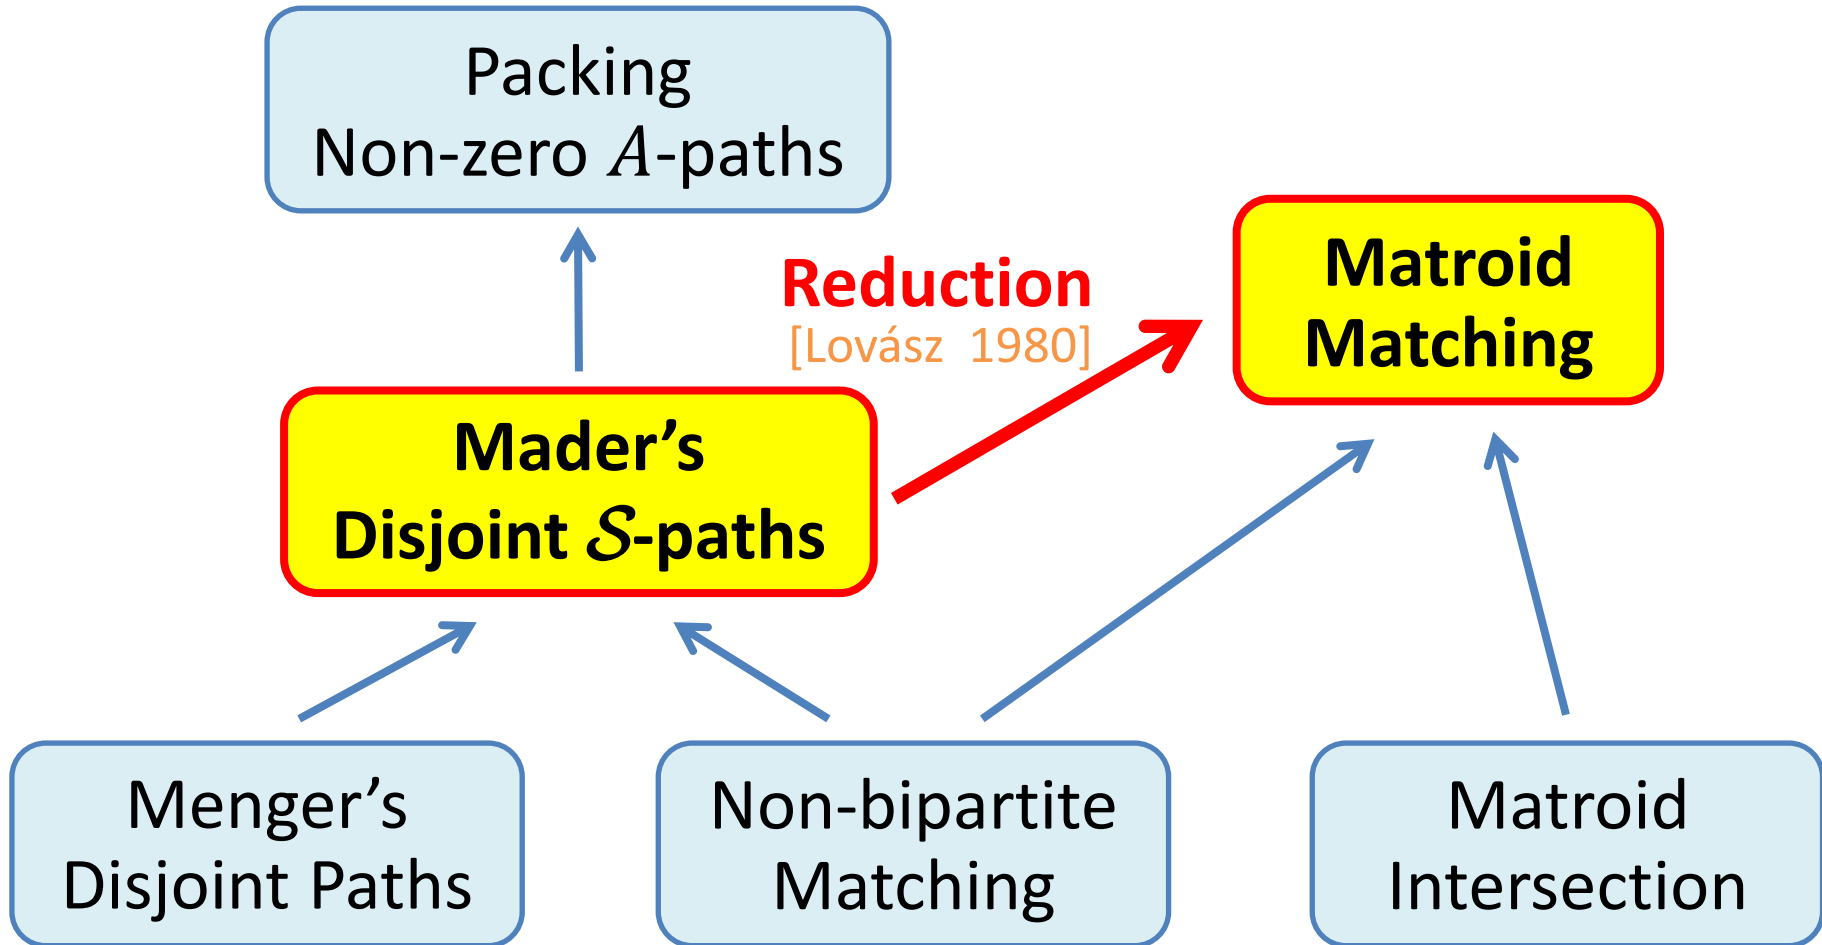 Packing
Non-zero A-paths
Reduction
[Lovász 1980]
Matroid
Matching
Mader’s
Disjoint 𝒮-paths
Menger’s
Disjoint Paths
Non-bipartite
Matching
Matroid
Intersection